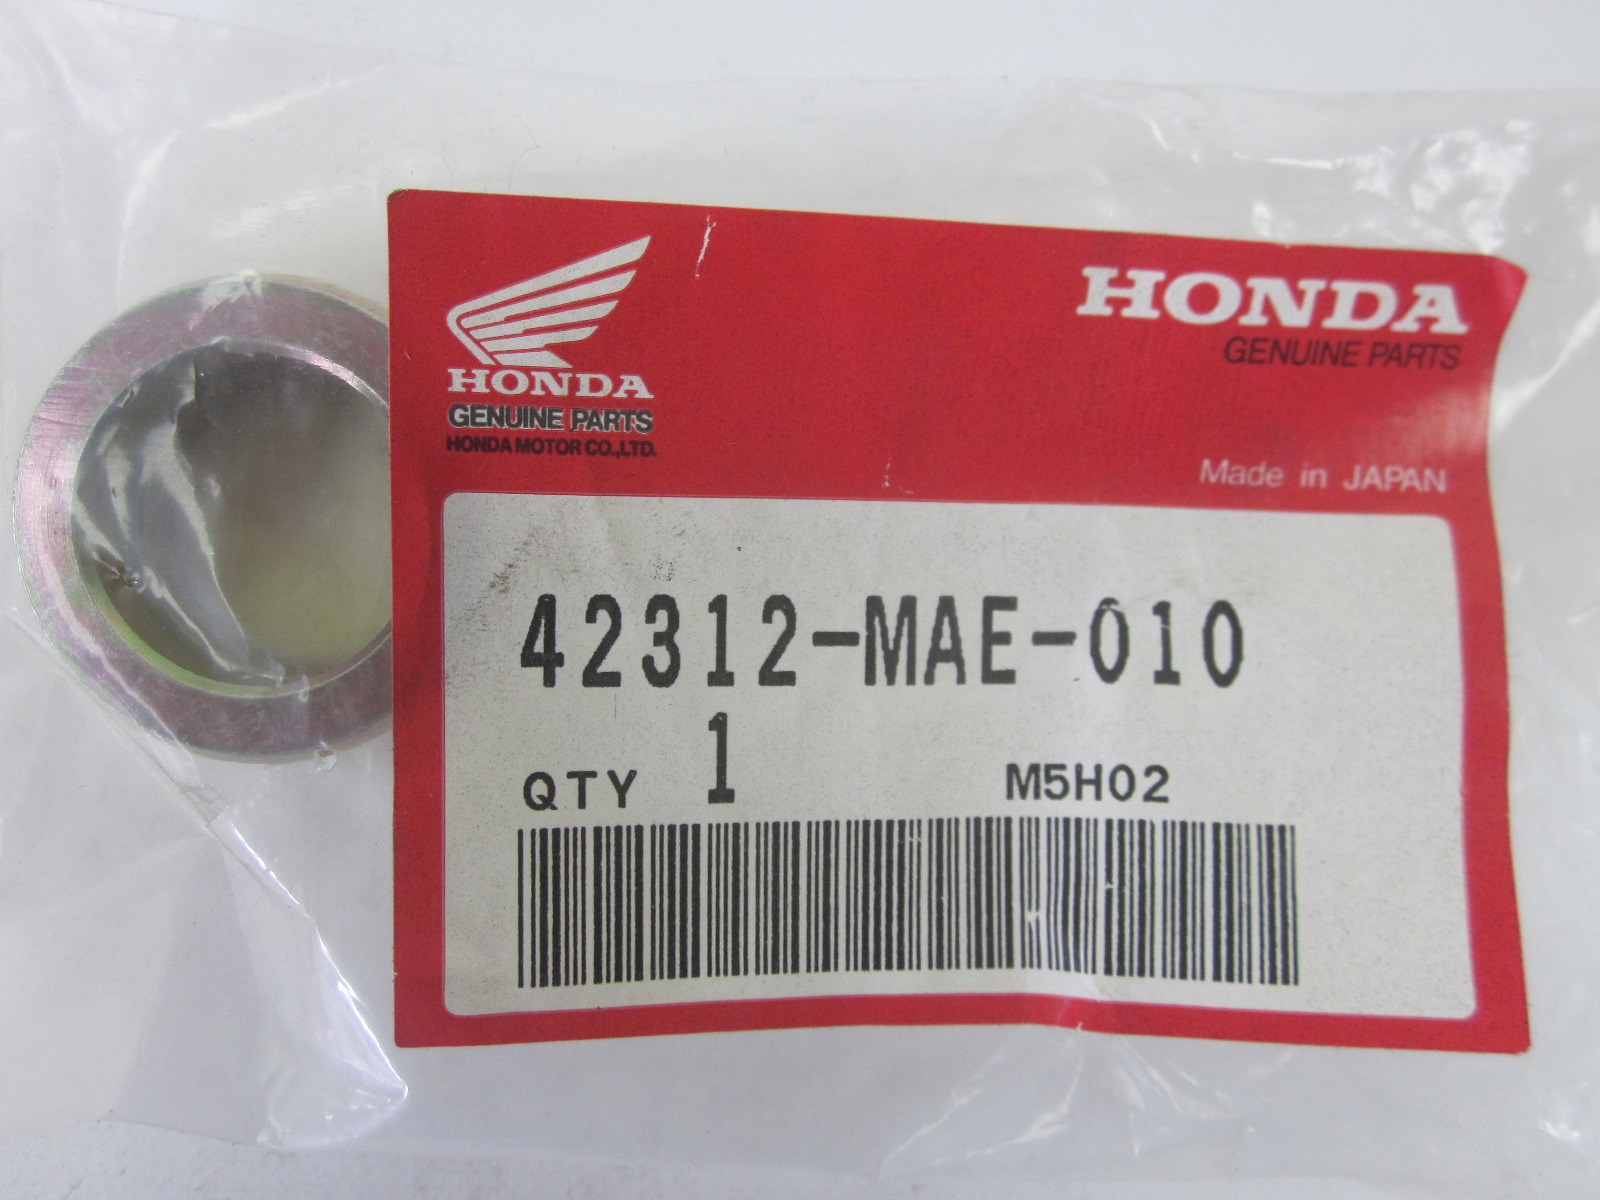 HONDA
GENUINE PARTS
HONDA MOTOR CO.,LTD.
HONDA
GENUINE PARTS
Made in JAPAN
42312-MAE-010
QTY 1 M5H02